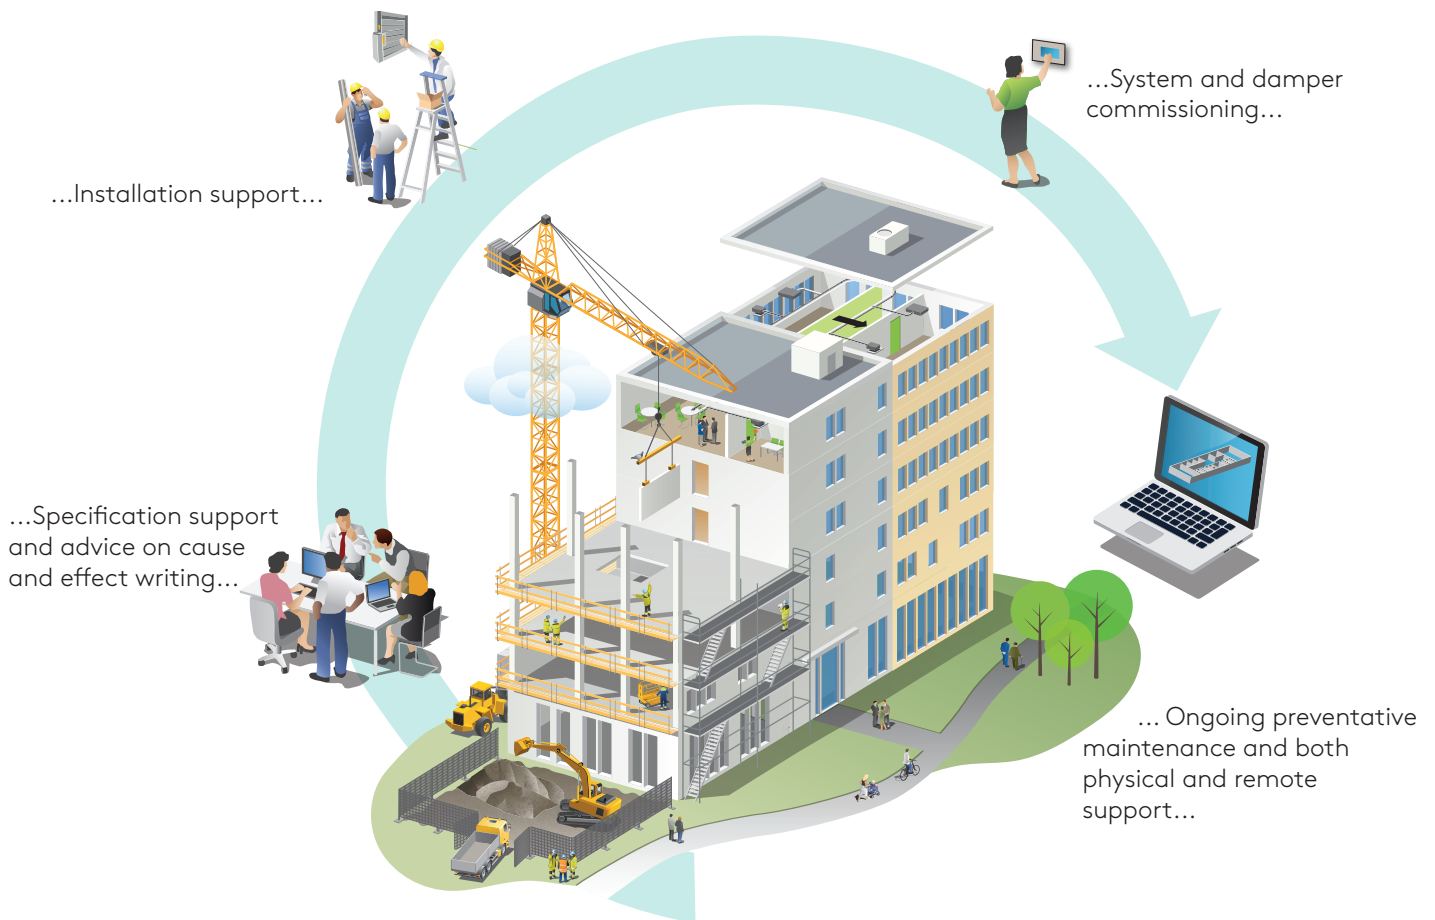 ...System and damper
commissioning...
...Installation support...
...Specification support
and advice on cause
and effect writing...
... Ongoing preventative
maintenance and both
physical and remote
support...